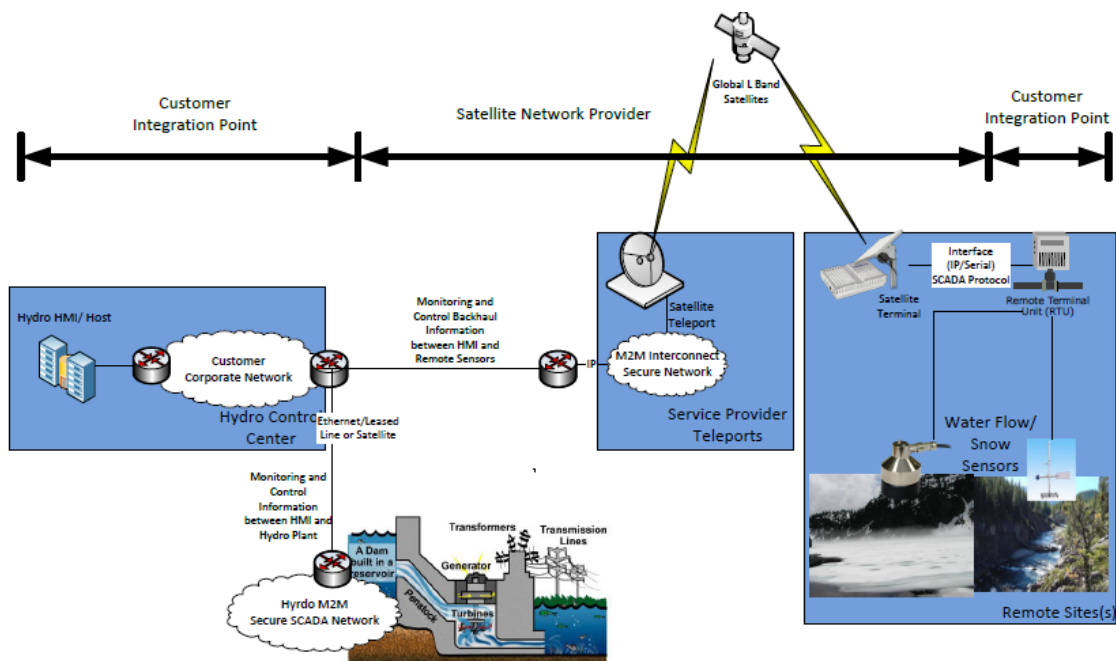 Global L Band
Satellites
Customer
Integration Point
Satellite Network Provider
Customer
Integration Point
Hydro HMI/ Host
Customer
Corporate Network
Hydro Control
Center
Ethernet/Leased
Line or Satellite
Monitoring and
Control Backhaul
Information
between HMI and
Remote Sensors
Satellite
Teleport
IP
M2M Interconnect
Secure Network
Service Provider
Teleports
Satellite
Terminal
Interface
(IP/Serial)
SCADA Protocol
Remote Terminal
Unit (RTU)
Water Flow/
Snow
Sensors
Remote Sites(s)
Monitoring and
Control
Information
between HMI and
Hydro Plant
Hyrdo M2M
Secure SCADA Network
A Dam
built in a
reservoir
Penstock
Generator
Turbines
Transformers
Transmission
Lines